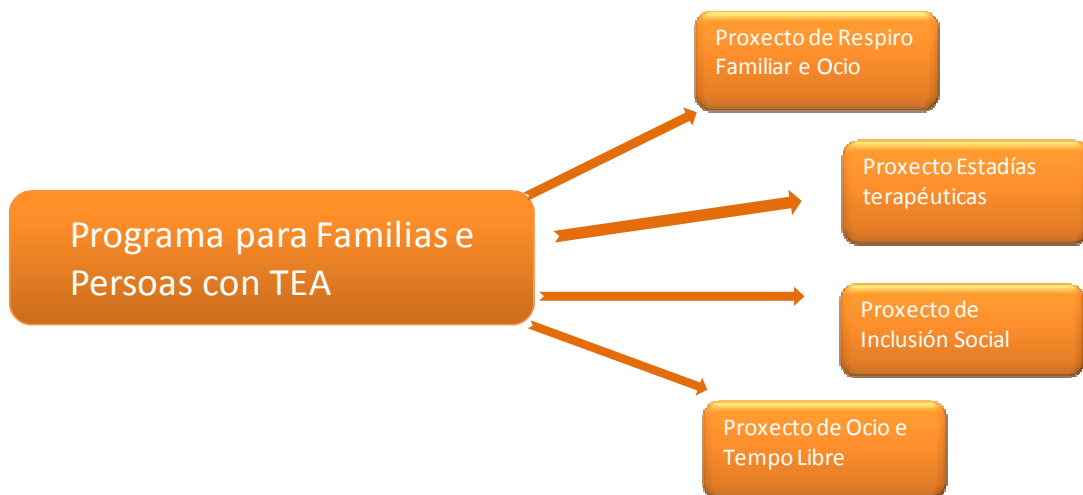 Proxecto de Respiro
Familiar e Ocio
Proxecto Estadías
terapéuticas
Programa para Familias e
Persoas con TEA
Proxecto de
Inclusión Social
Proxecto de Ocio e
Tempo Libre